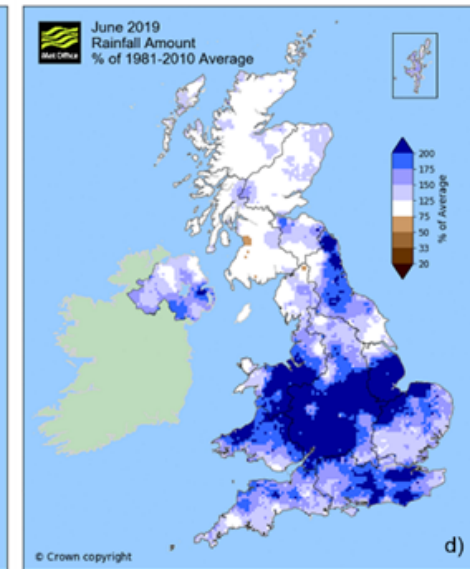 June 2019
Rainfall Amount
% of 1981-2010 Average
Met Office
200
175
150
125
75
50
33
20
% of Average
d)
© Crown copyright